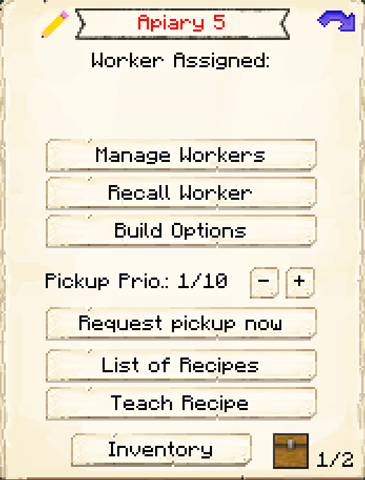 Apiary 5
Worker Assigned:
Manage Workers
Recall Worker
Build Options
Pickup Prio.: 1/10 - +
Request pickup now
List of Recipes
Teach Recipe
Inventory
1/2